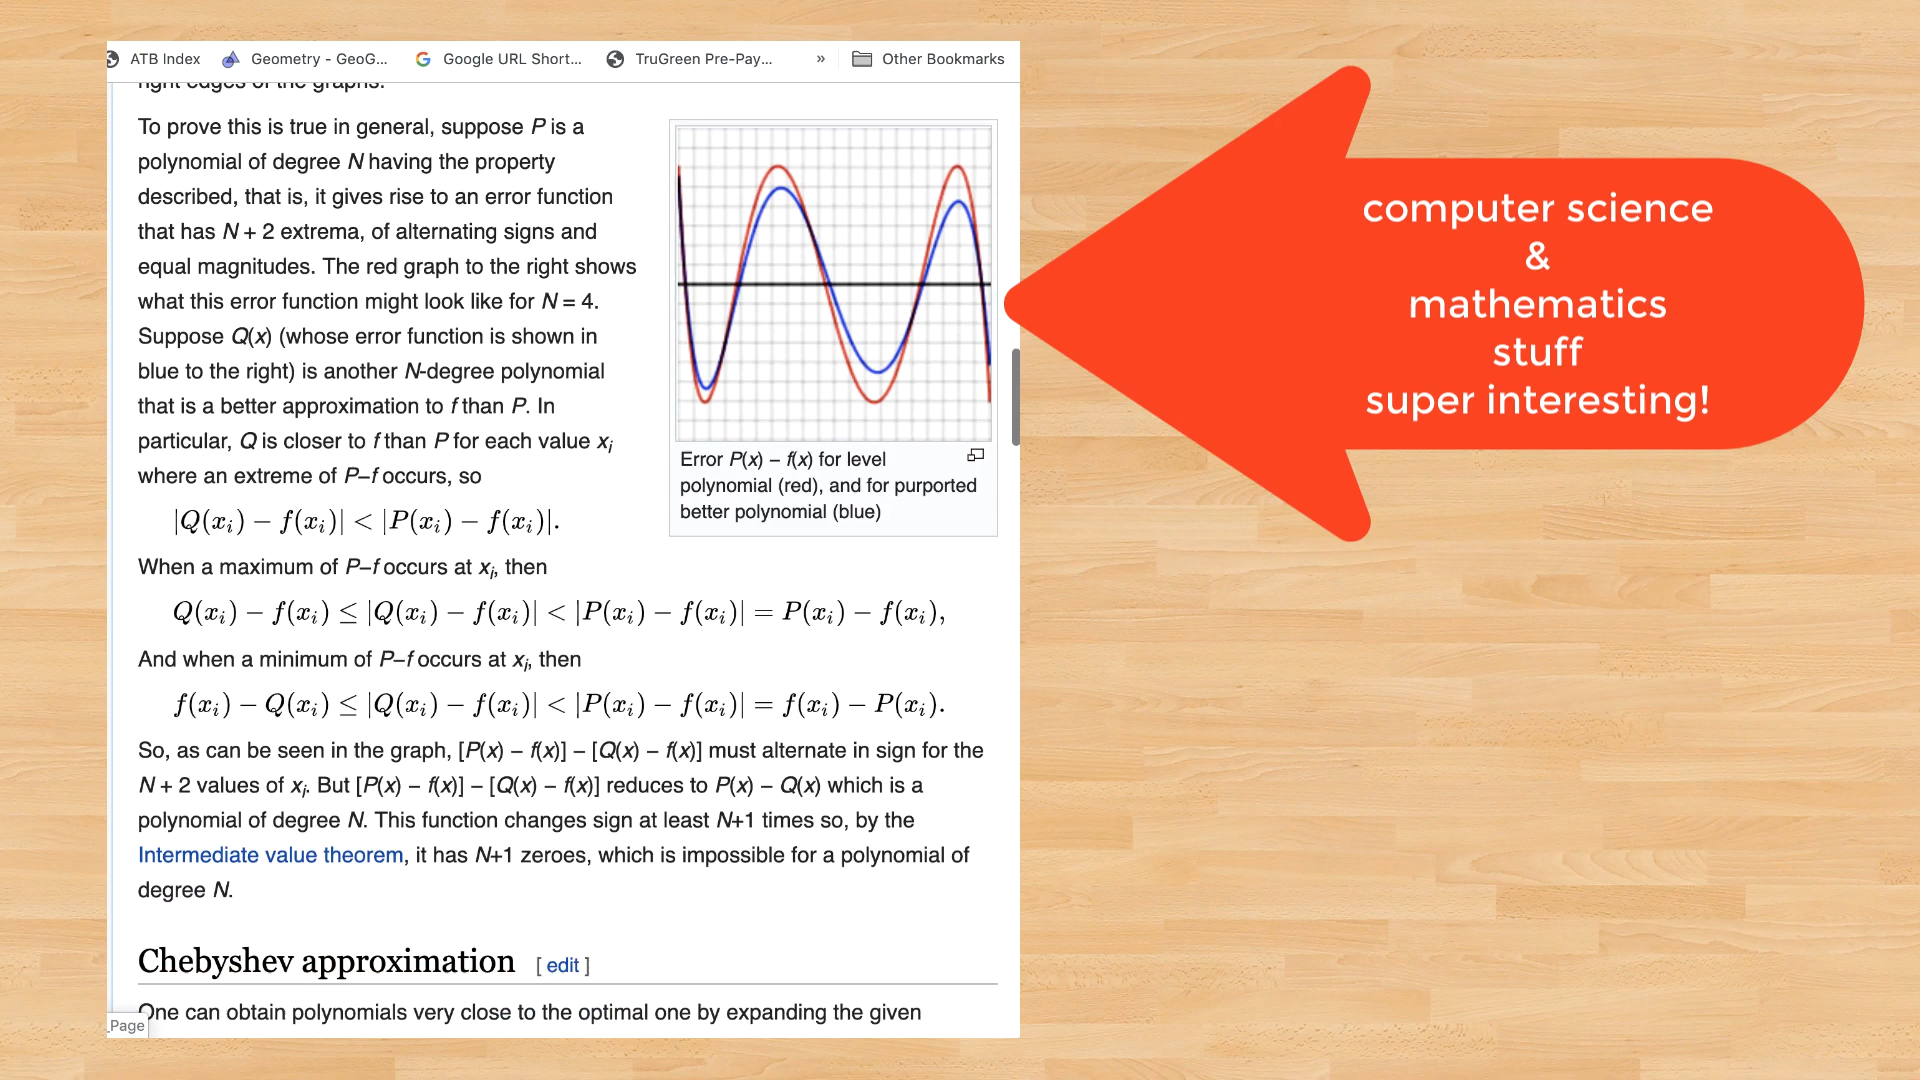 ATB Index Geometry - GeoG... Google URL Short... TruGreen Pre-Pay... » Other Bookmarks
right edges of the graphs.
To prove this is true in general, suppose P is a
polynomial of degree N having the property
described, that is, it gives rise to an error function
that has N + 2 extrema, of alternating signs and
equal magnitudes. The red graph to the right shows
what this error function might look like for N = 4.
Suppose Q(x) (whose error function is shown in
blue to the right) is another N-degree polynomial
that is a better approximation to f than P. In
particular, Q is closer to f than P for each value xᵢ
where an extreme of P–f occurs, so
|Q(xᵢ) − f(xᵢ)| < |P(xᵢ) − f(xᵢ)|.
Error P(x) − f(x) for level
polynomial (red), and for purported
better polynomial (blue)
When a maximum of P–f occurs at xᵢ, then
Q(xᵢ) − f(xᵢ) ≤ |Q(xᵢ) − f(xᵢ)| < |P(xᵢ) − f(xᵢ)| = P(xᵢ) − f(xᵢ),
And when a minimum of P–f occurs at xᵢ, then
f(xᵢ) − Q(xᵢ) ≤ |Q(xᵢ) − f(xᵢ)| < |P(xᵢ) − f(xᵢ)| = f(xᵢ) − P(xᵢ).
So, as can be seen in the graph, [P(x) − f(x)] − [Q(x) − f(x)] must alternate in sign for the
N + 2 values of xᵢ. But [P(x) − f(x)] − [Q(x) − f(x)] reduces to P(x) − Q(x) which is a
polynomial of degree N. This function changes sign at least N+1 times so, by the
Intermediate value theorem, it has N+1 zeroes, which is impossible for a polynomial of
degree N.
Chebyshev approximation [ edit ]
One can obtain polynomials very close to the optimal one by expanding the given
_Page
computer science
&
mathematics
stuff
super interesting!